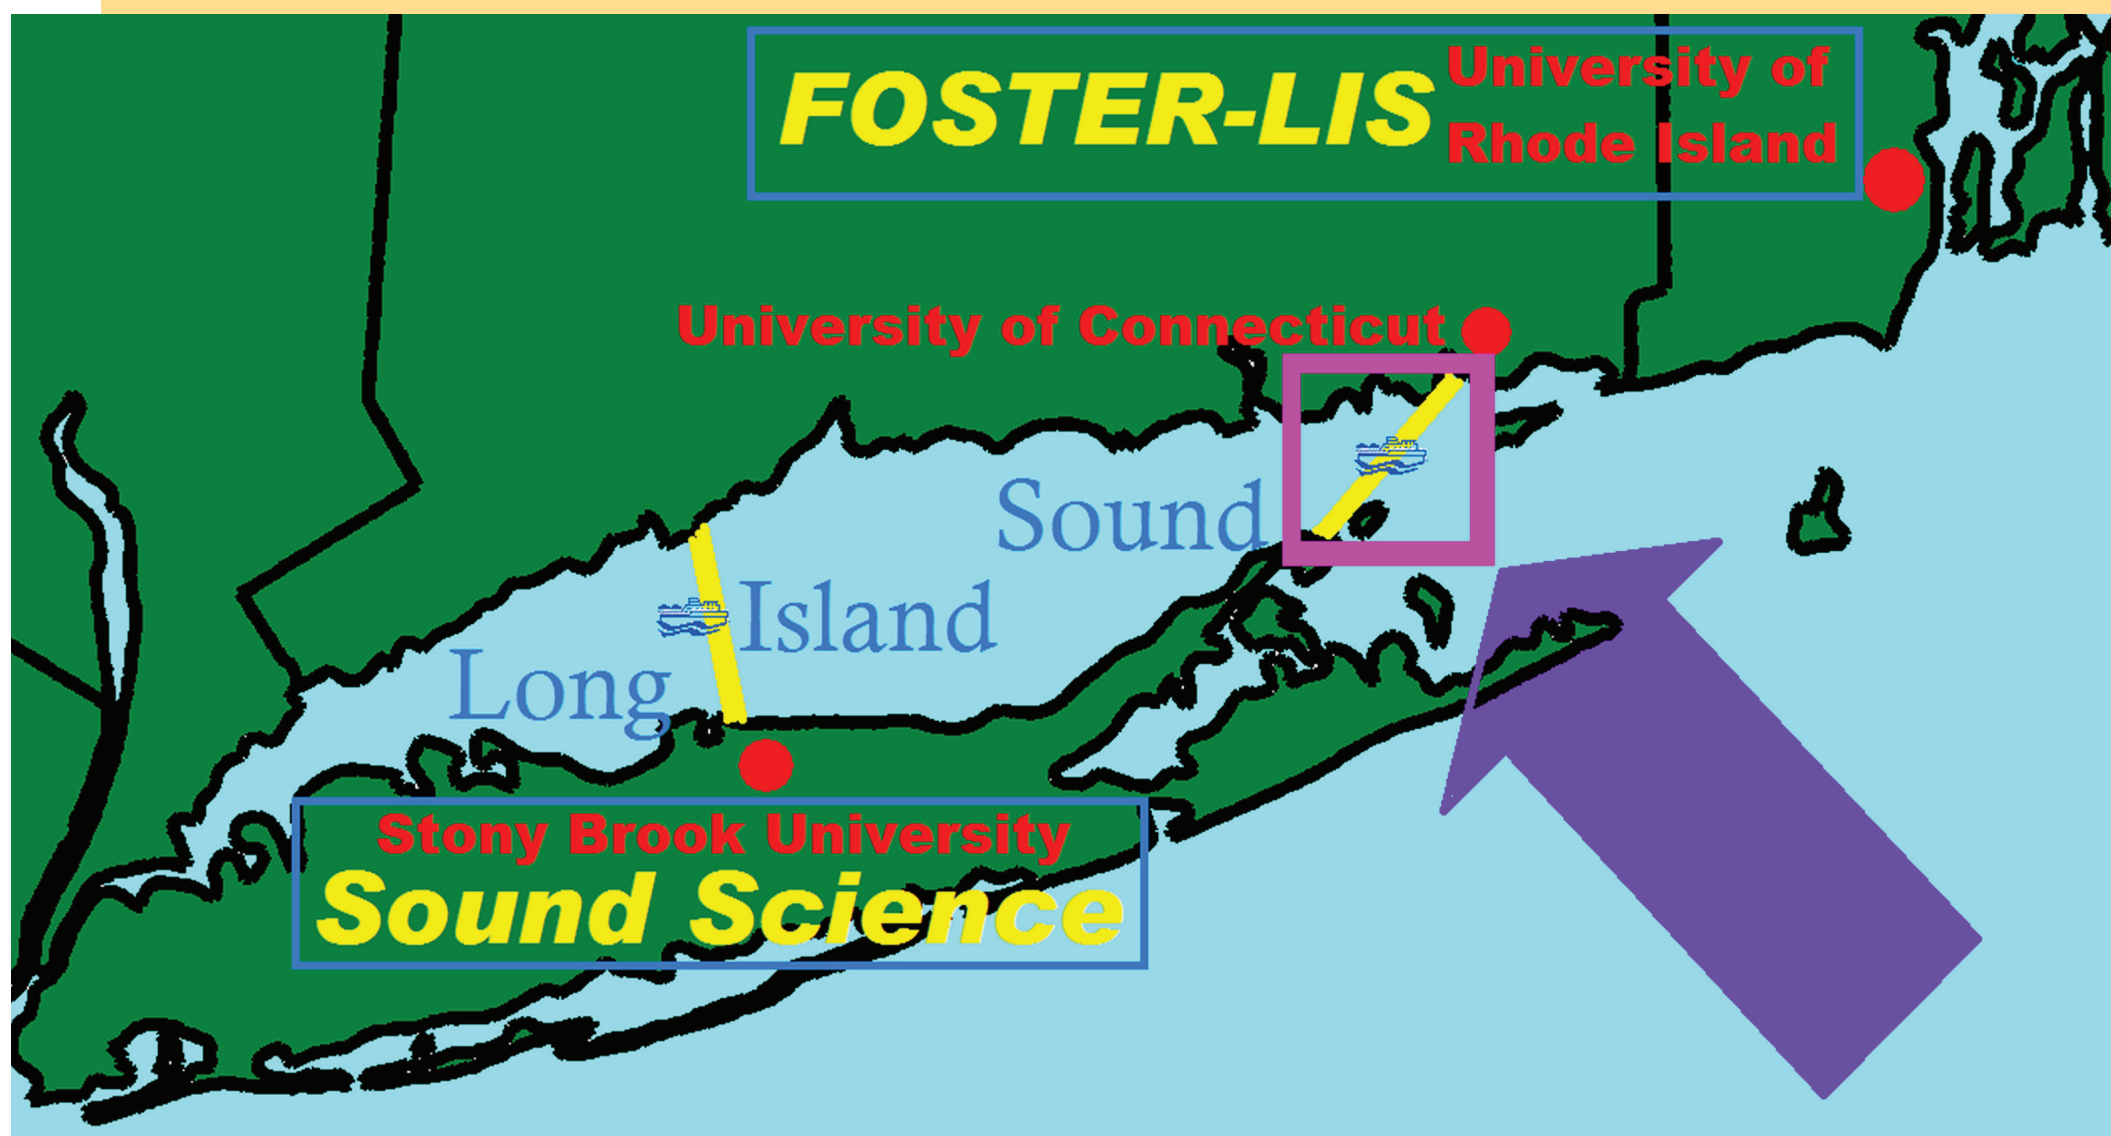 FOSTER-LIS
University of
Rhode Island
University of Connecticut
Sound
Island
Long
Stony Brook University
Sound Science